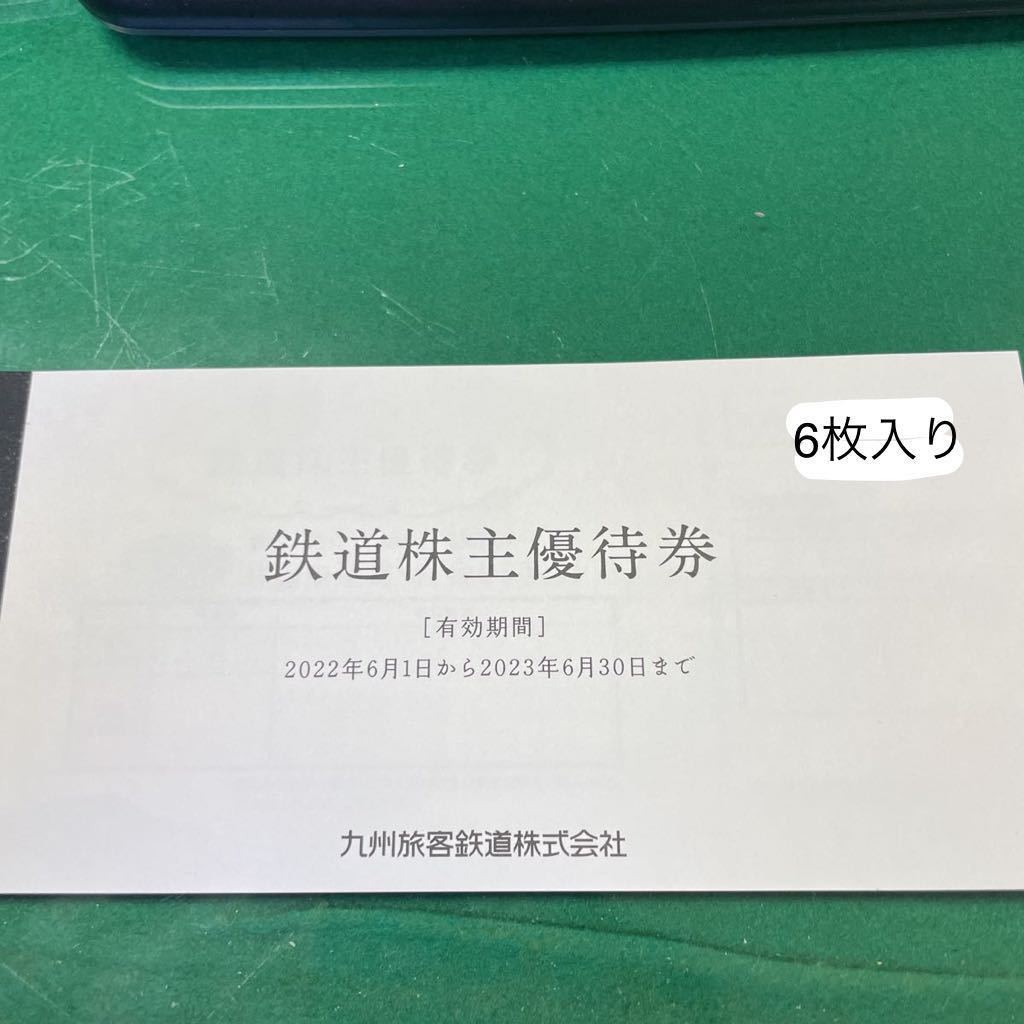 6枚入り
鉄道株主優待券
[有効期間]
2022年6月1日から2023年6月30日まで
九州旅客鉄道株式会社